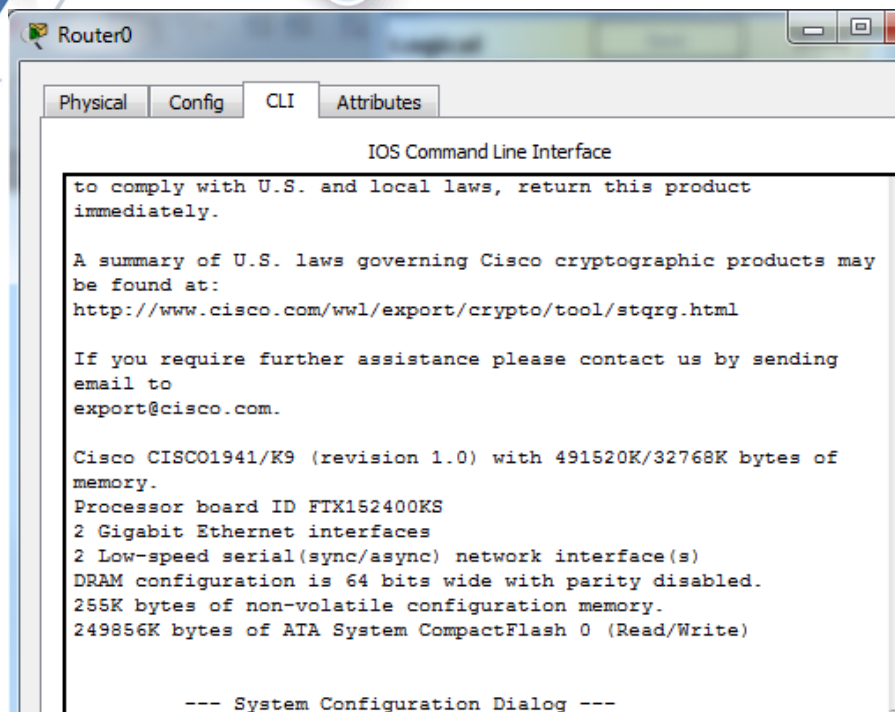 Router0
Physical Config CLI Attributes
IOS Command Line Interface
to comply with U.S. and local laws, return this product
immediately.
A summary of U.S. laws governing Cisco cryptographic products may
be found at:
http://www.cisco.com/wwl/export/crypto/tool/stqrg.html
If you require further assistance please contact us by sending
email to
export@cisco.com.
Cisco CISCO1941/K9 (revision 1.0) with 491520K/32768K bytes of
memory.
Processor board ID FTX152400KS
2 Gigabit Ethernet interfaces
2 Low-speed serial(sync/async) network interface(s)
DRAM configuration is 64 bits wide with parity disabled.
255K bytes of non-volatile configuration memory.
249856K bytes of ATA System CompactFlash 0 (Read/Write)
--- System Configuration Dialog ---